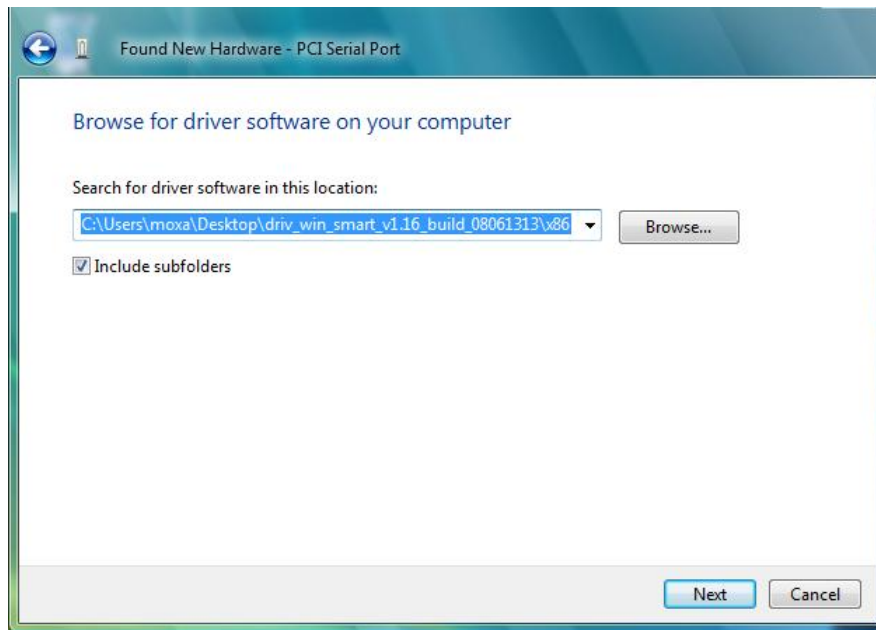 Found New Hardware - PCI Serial Port
Browse for driver software on your computer
Search for driver software in this location:
C:\Users\moxa\Desktop\driv_win_smart_v1.16_build_08061313\x86
Browse...
Include subfolders
Next
Cancel